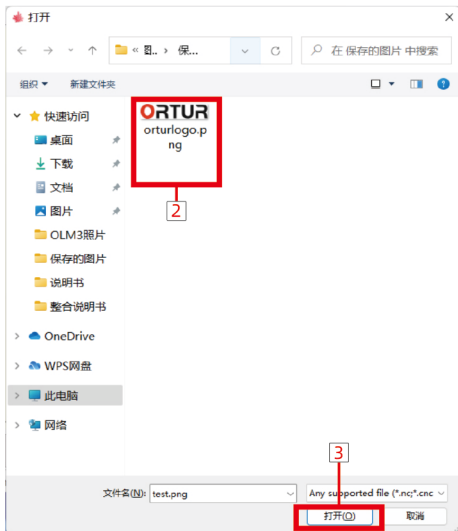 打开
« 图.. › 保...
在 保存的图片 中搜索
组织
新建文件夹
快速访问
桌面
下载
文档
图片
OLM3照片
保存的图片
说明书
整合说明书
OneDrive
WPS网盘
此电脑
网络
ORTUR
orturlogo.p
ng
2
3
文件名(N): test.png
Any supported file (*.nc;*.cnc
打开(O)
取消